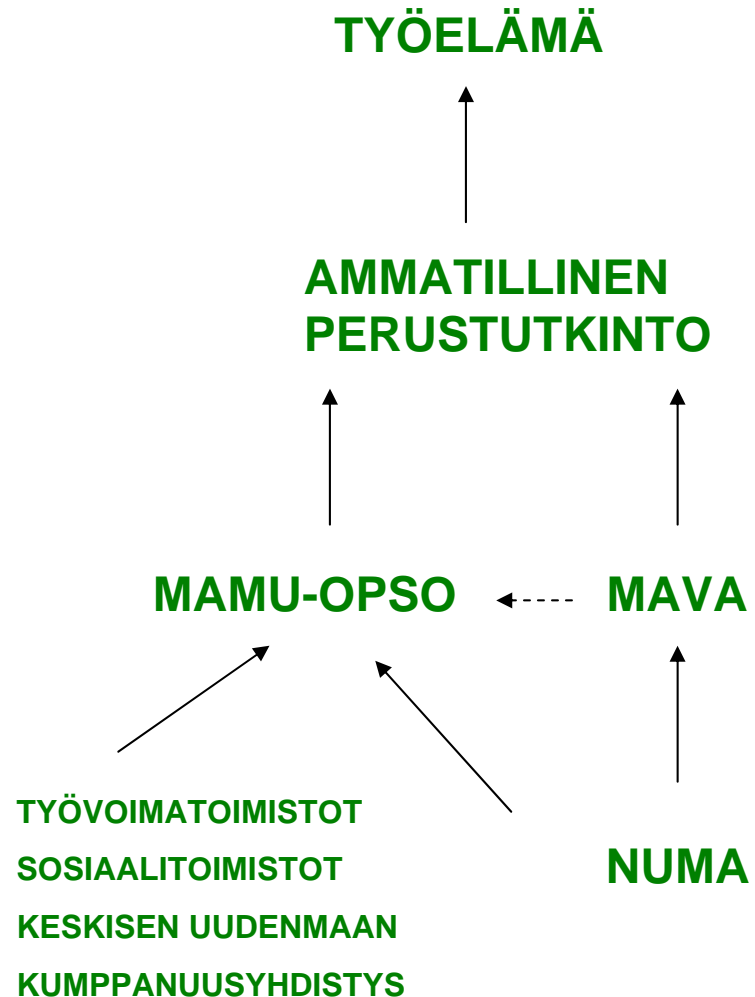 TYÖELÄMÄ
AMMATILLINEN
PERUSTUTKINTO
MAMU-OPSO
MAVA
TYÖVOIMATOIMISTOT
SOSIAALITOIMISTOT
KESKISEN UUDENMAAN
KUMPPANUUSYHDISTYS
NUMA